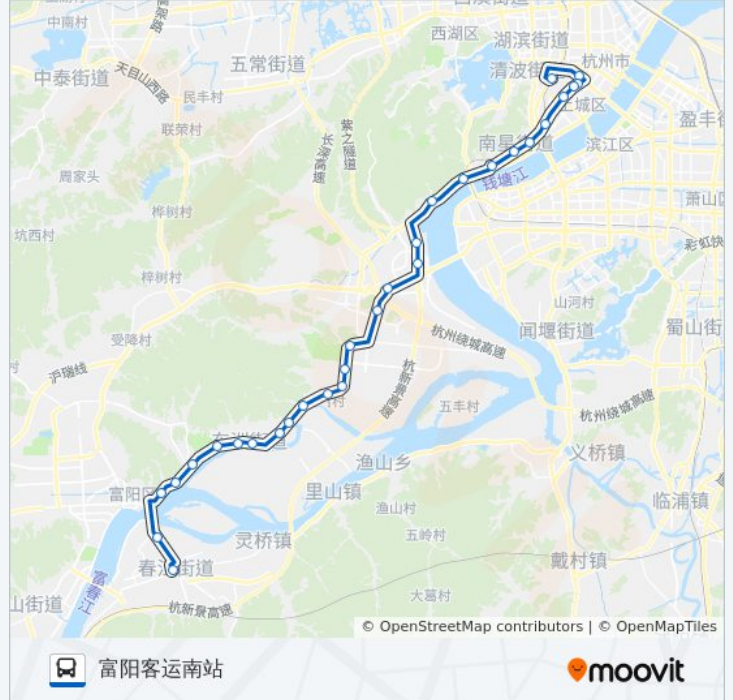 西湖区
湖滨街道
中南村
中泰街道
五常街道
清波街
杭州市
天目山西路
民丰村
上城区
盈丰街
联荣村
紫之隧道
长深高速
南星街道
滨江区
周家头
钱塘江
萧山区
桦树村
坑西村
彩虹快
梓树村
山河村
受降村
杭州绕城高速
闻堰街道
蜀山街
沪瑞线
杭新景高速
五丰村
杭州绕城高速
东洲街道
义桥镇
渔山乡
富阳区
里山镇
临浦镇
渔山村
灵桥镇
五岭村
戴村镇
春江街道
富春江
山街道
大墓村
杭新景高速
© OpenStreetMap contributors | © OpenMapTiles
富阳客运南站
moovit